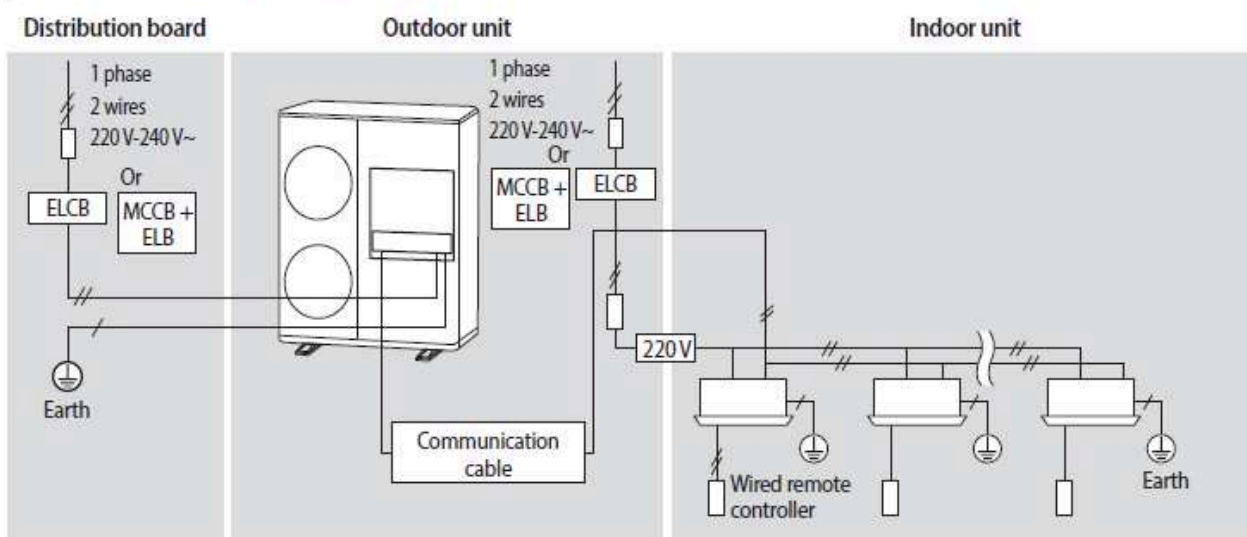 Distribution board
Outdoor unit
Indoor unit
1 phase
2 wires
220 V-240 V~
Or
ELCB
MCCB +
ELB
Earth
1 phase
2 wires
220 V-240 V~
Or
MCCB +
ELB
ELCB
220 V
Communication
cable
Wired remote
controller
Earth